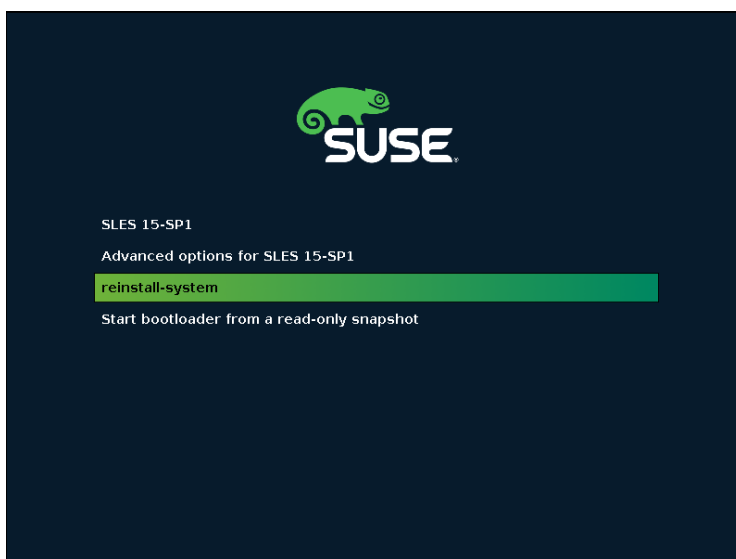 SUSE
SLES 15-SP1
Advanced options for SLES 15-SP1
reinstall-system
Start bootloader from a read-only snapshot